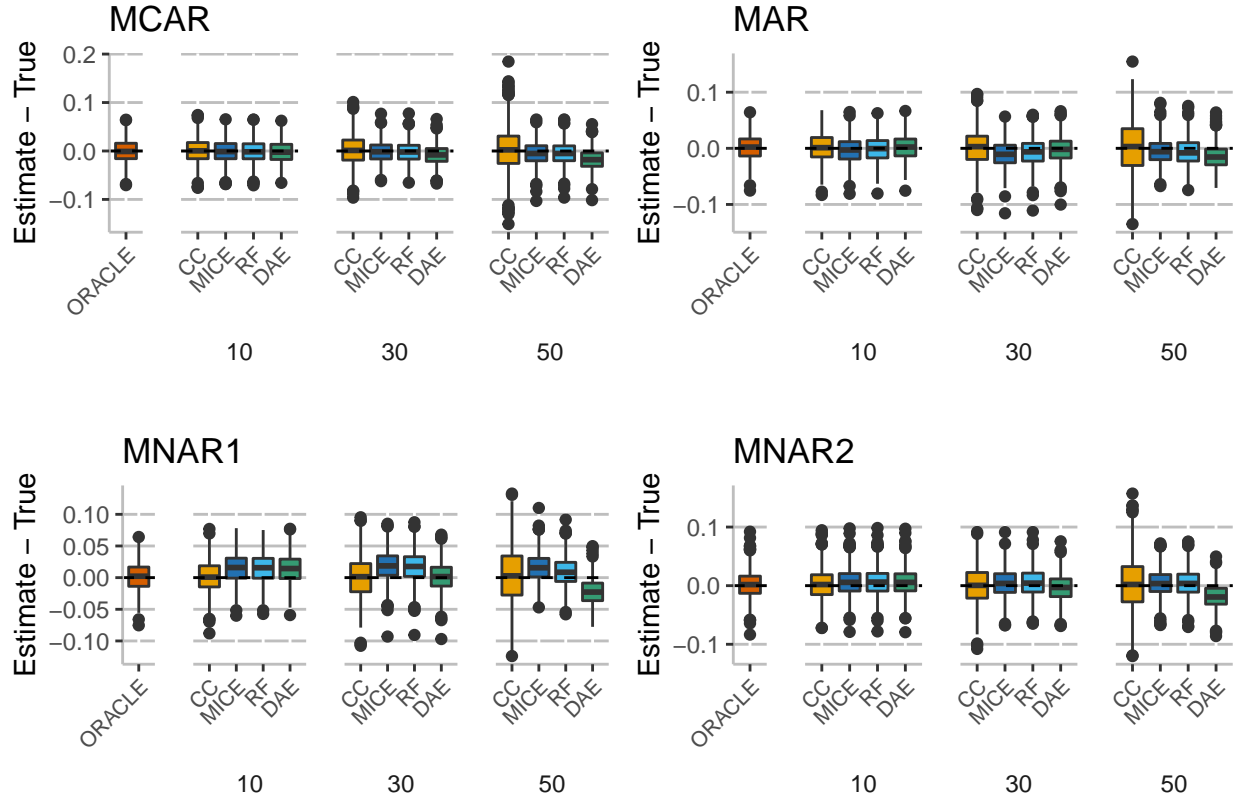 MCAR
Estimate − True
0.2
0.1
0.0
−0.1
ORACLE
CC
MICE
RF
DAE
CC
MICE
RF
DAE
CC
MICE
RF
DAE
10
30
50
MAR
Estimate − True
0.1
0.0
−0.1
ORACLE
CC
MICE
RF
DAE
CC
MICE
RF
DAE
CC
MICE
RF
DAE
10
30
50
MNAR1
Estimate − True
0.10
0.05
0.00
−0.05
−0.10
ORACLE
CC
MICE
RF
DAE
CC
MICE
RF
DAE
CC
MICE
RF
DAE
10
30
50
MNAR2
Estimate − True
0.1
0.0
−0.1
ORACLE
CC
MICE
RF
DAE
CC
MICE
RF
DAE
CC
MICE
RF
DAE
10
30
50